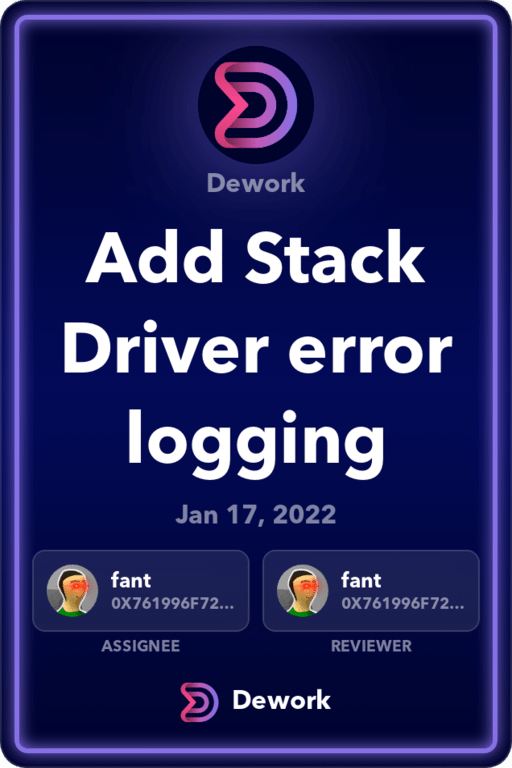 Dework
Add Stack
Driver error
logging
Jan 17, 2022
fant
0X761996F72...
ASSIGNEE
fant
0X761996F72...
REVIEWER
Dework